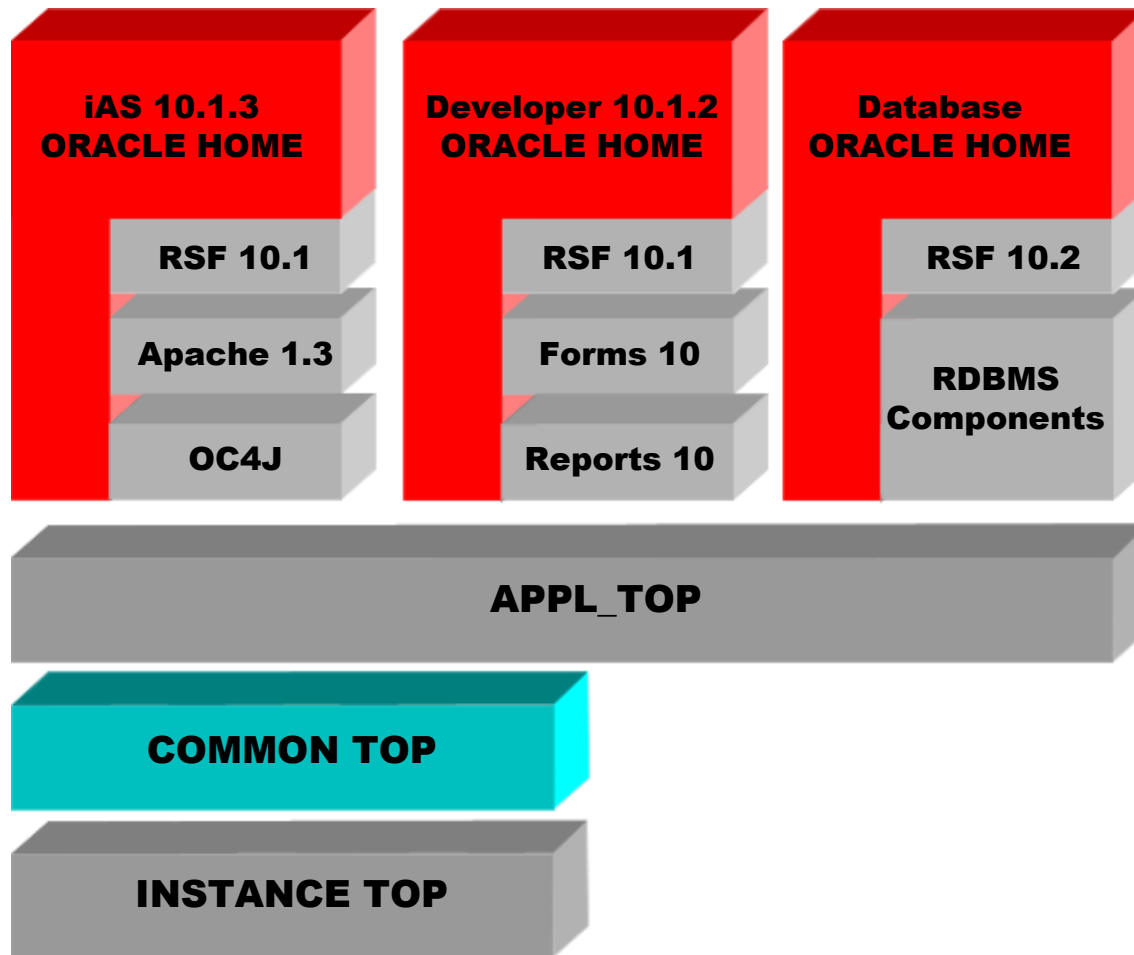 iAS 10.1.3
ORACLE HOME
RSF 10.1
Apache 1.3
OC4J
Developer 10.1.2
ORACLE HOME
RSF 10.1
Forms 10
Reports 10
Database
ORACLE HOME
RSF 10.2
RDBMS
Components
APPL_TOP
COMMON TOP
INSTANCE TOP